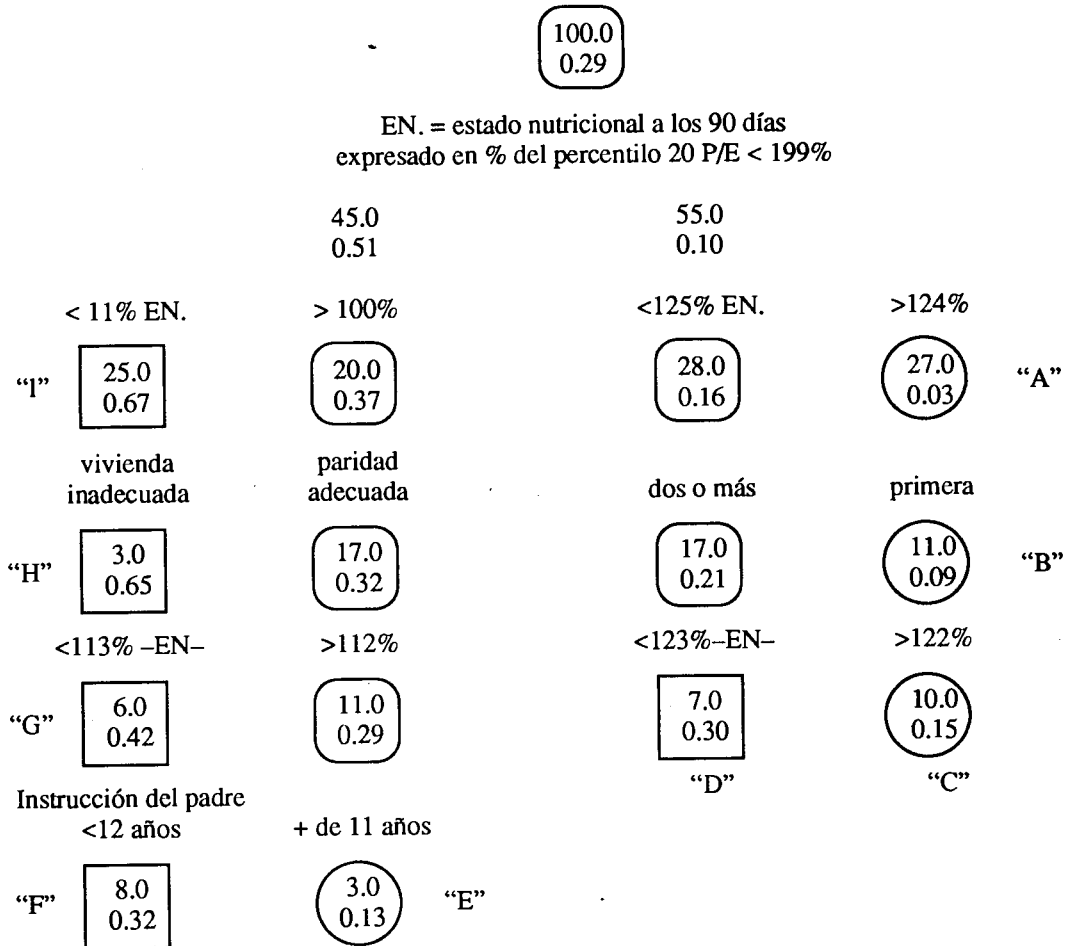 100.0
0.29
EN. = estado nutricional a los 90 días
expresado en % del percentilo 20 P/E < 199%
45.0 55.0
0.51 0.10
< 11% EN. > 100% <125% EN. >124%
“I” 25.0 20.0 28.0 27.0 “A”
0.67 0.37 0.16 0.03
vivienda paridad
inadecuada adecuada dos o más primera
“H” 3.0 17.0 17.0 11.0 “B”
0.65 0.32 0.21 0.09
<113% –EN– >112% <123%–EN– >122%
“G” 6.0 11.0 7.0 10.0
0.42 0.29 0.30 0.15
“D” “C”
Instrucción del padre
<12 años + de 11 años
“F” 8.0 3.0 “E”
0.32 0.13